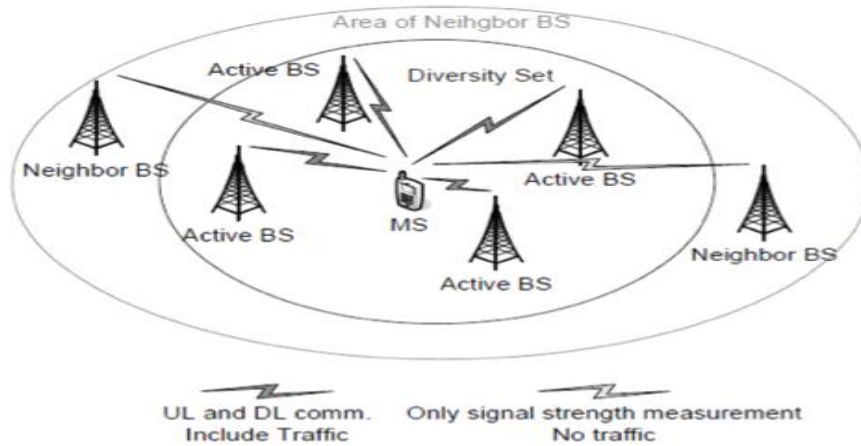 Area of Neihgbor BS
Active BS
Diversity Set
Neighbor BS
Active BS
Active BS
MS
Active BS
Neighbor BS
UL and DL comm.
Include Traffic
Only signal strength measurement
No traffic